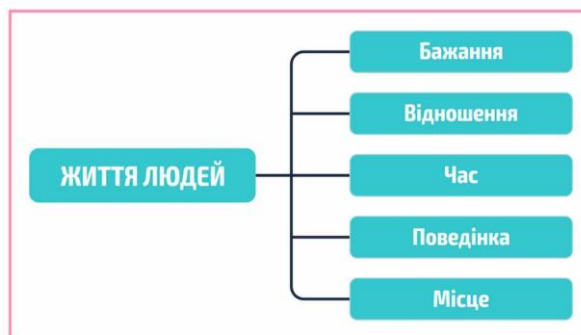 ЖИТТЯ ЛЮДЕЙ
Бажання
Відношення
Час
Поведінка
Місце